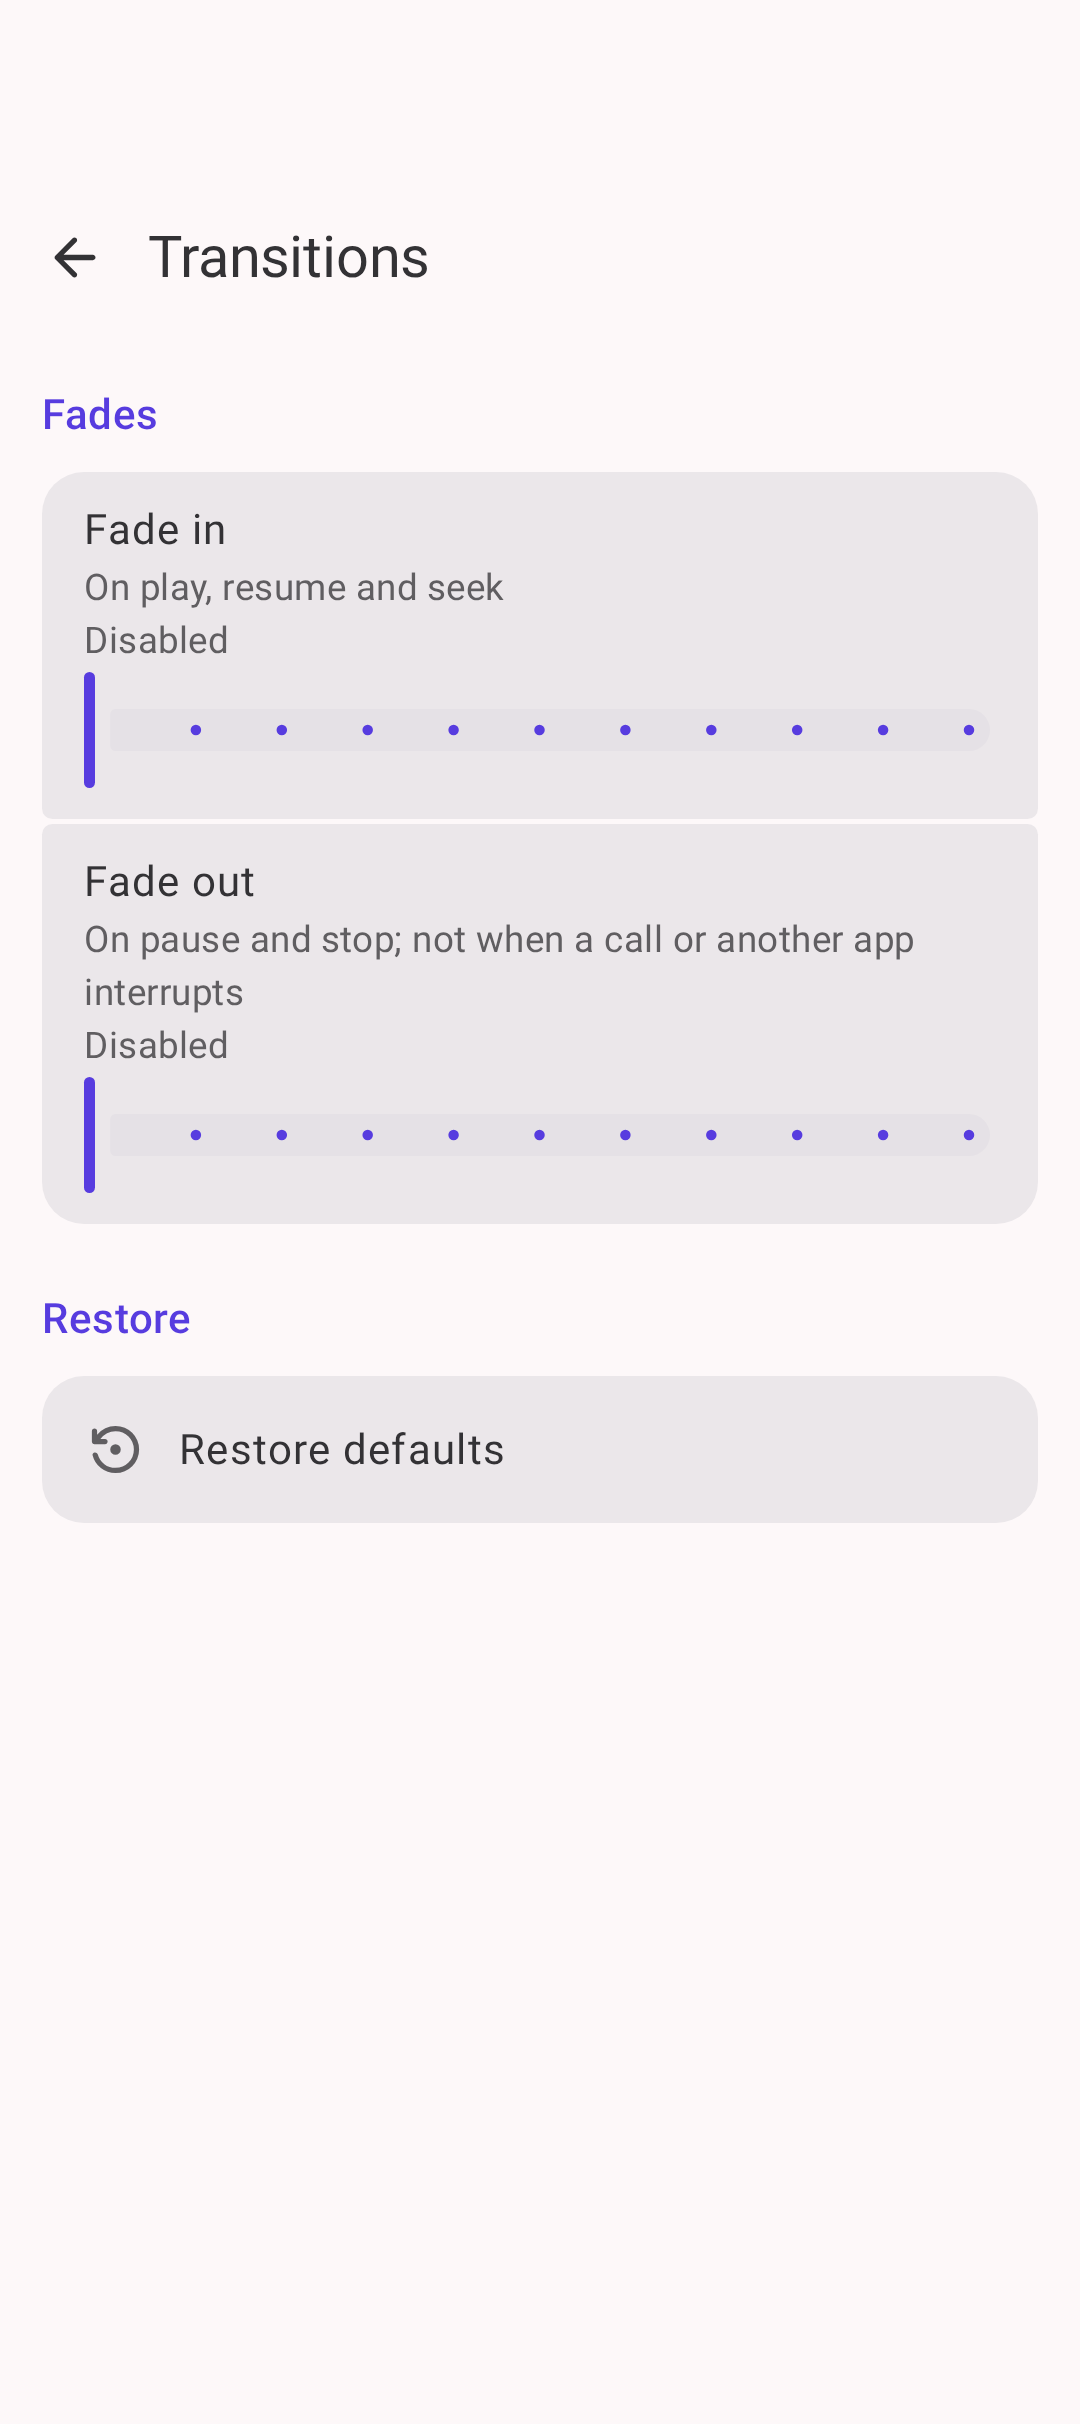 Transitions
Fades
Fade in
On play, resume and seek
Disabled
Fade out
On pause and stop; not when a call or another app
interrupts
Disabled
Restore
Restore defaults